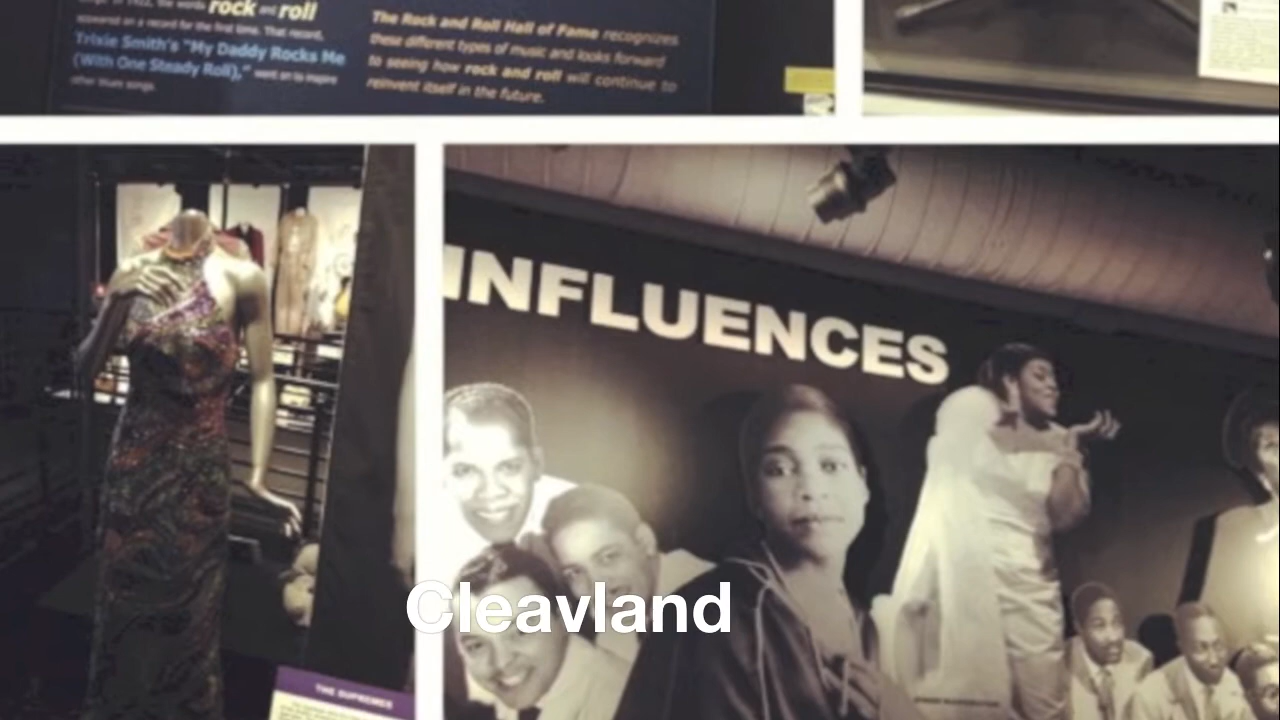 rock and roll
appeared on a record for the first time. That record,
Trixie Smith's "My Daddy Rocks Me
(With One Steady Roll)," went on to inspire
other blues songs.
The Rock and Roll Hall of Fame recognizes
these different types of music and looks forward
to seeing how rock and roll will continue to
reinvent itself in the future.
INFLUENCES
Cleavland
THE SUPREMES